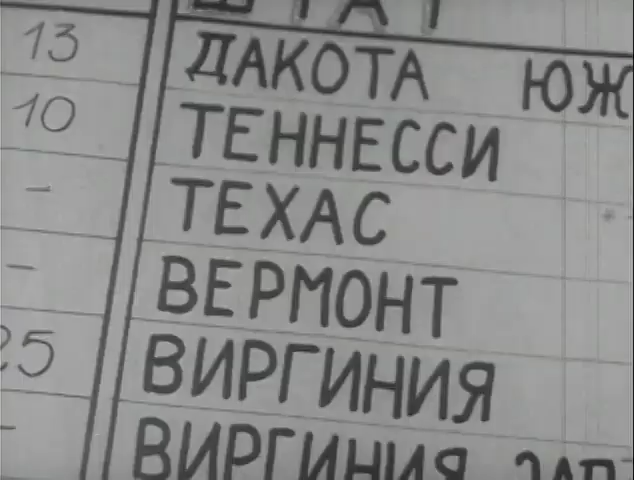 ШТАТ
13 ДАКОТА ЮЖ
10 ТЕННЕССИ
- ТЕХАС
- ВЕРМОНТ
25 ВИРГИНИЯ
- ВИРГИНИЯ ЗАП